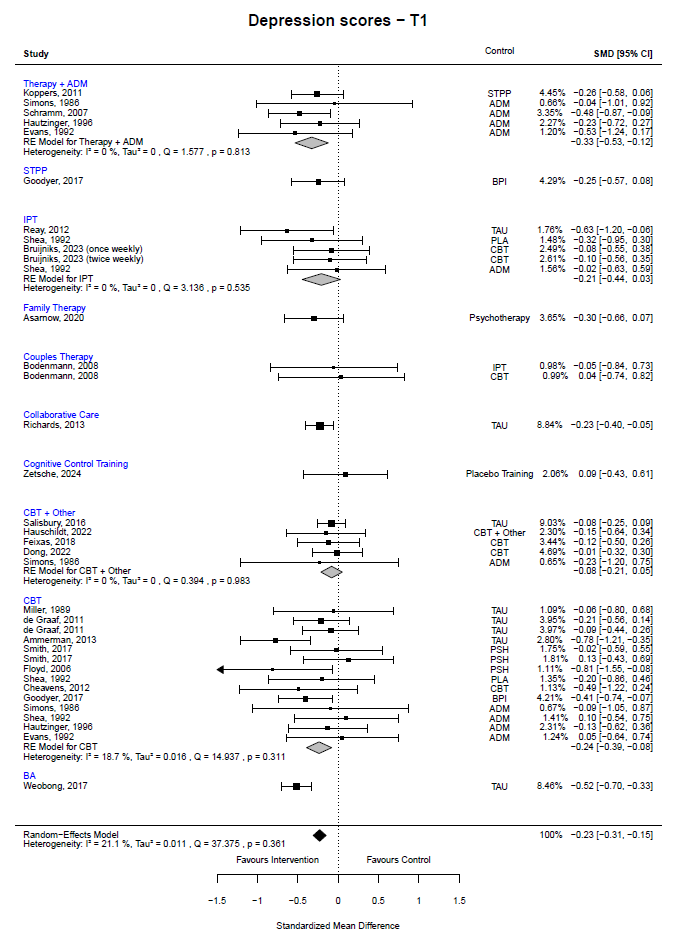 Depression scores − T1
Study Control SMD [95% CI]
Therapy + ADM
Koppers, 2011 STPP 4.45% −0.26 [−0.58, 0.06]
Simons, 1986 ADM 0.66% −0.04 [−1.01, 0.92]
Schramm, 2007 ADM 3.35% −0.48 [−0.87, −0.09]
Hautzinger, 1996 ADM 2.27% −0.23 [−0.72, 0.27]
Evans, 1992 ADM 1.20% −0.53 [−1.24, 0.17]
RE Model for Therapy + ADM −0.33 [−0.53, −0.12]
Heterogeneity: I² = 0 %, Tau² = 0 , Q = 1.577 , p = 0.813
STPP
Goodyer, 2017 BPI 4.29% −0.25 [−0.57, 0.08]
IPT
Reay, 2012 TAU 1.76% −0.63 [−1.20, −0.06]
Shea, 1992 PLA 1.48% −0.32 [−0.95, 0.30]
Bruijniks, 2023 (once weekly) CBT 2.49% −0.08 [−0.55, 0.38]
Bruijniks, 2023 (twice weekly) CBT 2.61% −0.10 [−0.56, 0.35]
Shea, 1992 ADM 1.56% −0.02 [−0.63, 0.59]
RE Model for IPT −0.21 [−0.44, 0.03]
Heterogeneity: I² = 0 %, Tau² = 0 , Q = 3.136 , p = 0.535
Family Therapy
Asarnow, 2020 Psychotherapy 3.65% −0.30 [−0.66, 0.07]
Couples Therapy
Bodenmann, 2008 IPT 0.98% −0.05 [−0.84, 0.73]
Bodenmann, 2008 CBT 0.99% 0.04 [−0.74, 0.82]
Collaborative Care
Richards, 2013 TAU 8.84% −0.23 [−0.40, −0.05]
Cognitive Control Training
Zetsche, 2024 Placebo Training 2.06% 0.09 [−0.43, 0.61]
CBT + Other
Salisbury, 2016 TAU 9.03% −0.08 [−0.25, 0.09]
Hauschildt, 2022 CBT + Other 2.30% −0.15 [−0.64, 0.34]
Feixas, 2018 CBT 3.44% −0.12 [−0.50, 0.26]
Dong, 2022 CBT 4.69% −0.01 [−0.32, 0.30]
Simons, 1986 ADM 0.65% −0.23 [−1.20, 0.75]
RE Model for CBT + Other −0.08 [−0.21, 0.05]
Heterogeneity: I² = 0 %, Tau² = 0 , Q = 0.394 , p = 0.983
CBT
Miller, 1989 TAU 1.09% −0.06 [−0.80, 0.68]
de Graaf, 2011 TAU 3.95% −0.21 [−0.56, 0.14]
de Graaf, 2011 TAU 3.97% −0.09 [−0.44, 0.26]
Ammerman, 2013 TAU 2.80% −0.78 [−1.21, −0.35]
Smith, 2017 PSH 1.75% −0.02 [−0.59, 0.55]
Smith, 2017 PSH 1.81% 0.13 [−0.43, 0.69]
Floyd, 2006 PSH 1.11% −0.81 [−1.55, −0.08]
Shea, 1992 PLA 1.35% −0.20 [−0.86, 0.46]
Cheavens, 2012 CBT 1.13% −0.49 [−1.22, 0.24]
Goodyer, 2017 BPI 4.21% −0.41 [−0.74, −0.07]
Simons, 1986 ADM 0.67% −0.09 [−1.05, 0.87]
Shea, 1992 ADM 1.41% 0.10 [−0.54, 0.75]
Hautzinger, 1996 ADM 2.31% −0.13 [−0.62, 0.36]
Evans, 1992 ADM 1.24% 0.05 [−0.64, 0.74]
RE Model for CBT −0.24 [−0.39, −0.08]
Heterogeneity: I² = 18.7 %, Tau² = 0.016 , Q = 14.937 , p = 0.311
BA
Weobong, 2017 TAU 8.46% −0.52 [−0.70, −0.33]
Random−Effects Model 100% −0.23 [−0.31, −0.15]
Heterogeneity: I² = 21.1 %, Tau² = 0.011 , Q = 37.375 , p = 0.361
Favours Intervention Favours Control
−1.5 −1 −0.5 0 0.5 1 1.5
Standardized Mean Difference